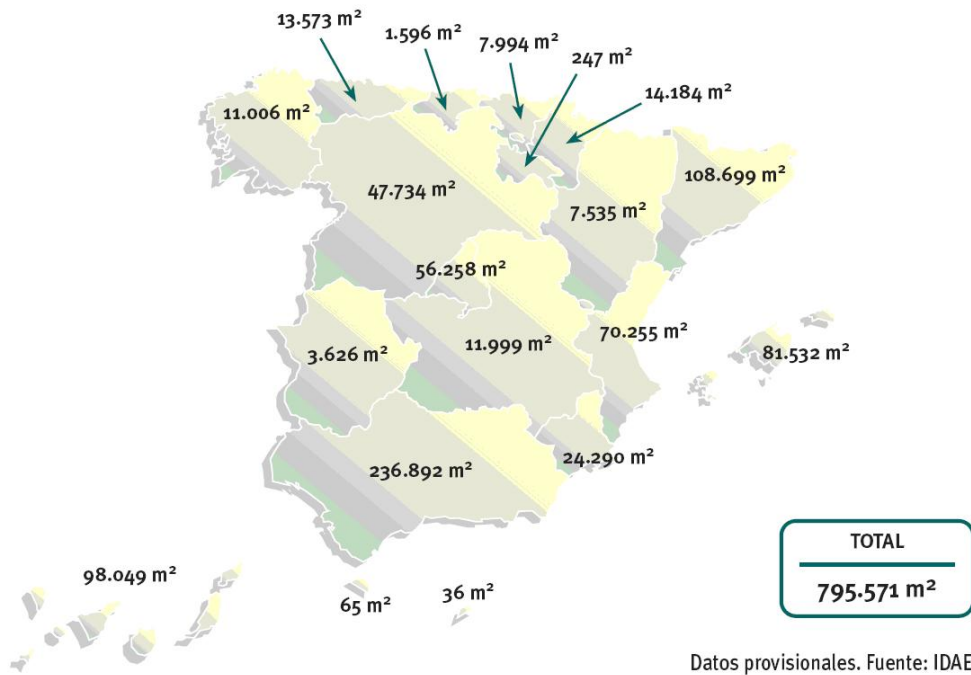 13.573 m²
1.596 m²
7.994 m²
247 m²
14.184 m²
11.006 m²
108.699 m²
47.734 m²
7.535 m²
56.258 m²
70.255 m²
11.999 m²
81.532 m²
3.626 m²
24.290 m²
236.892 m²
98.049 m²
65 m²
36 m²
TOTAL
795.571 m²
Datos provisionales. Fuente: IDAE